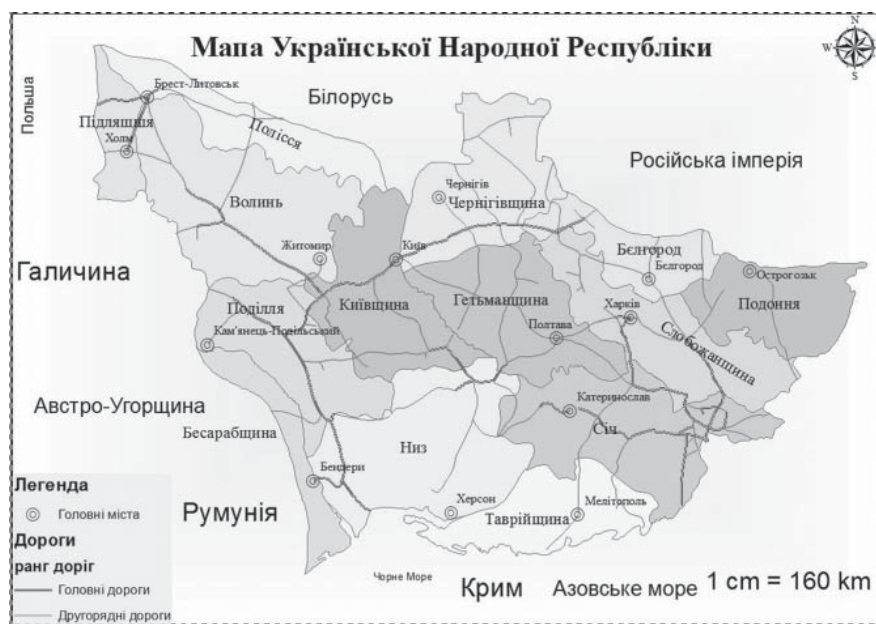 Мапа Української Народної Республіки
N
W
E
S
Польша
Брест-Литовськ
Білорусь
Підляшшія
Полісся
Холм
Російська імперія
Чернігів
Волинь
Чернігівщина
Житомир
Київ
Бєлгород
Бєлгород
Острогозьк
Галичина
Поділля
Київщина
Гетьманщина
Харків
Подоння
Кам'янець-Подільський
Полтава
Слобожанщина
Австро-Угорщина
Катеринослав
Бесарабщина
Січ
Низ
Бендери
Херсон
Мелітополь
Таврійщина
Румунія
Легенда
Головні міста
Дороги
ранг доріг
Головні дороги
Другорядні дороги
Чорне Море
Крим
Азовське море
1 cm = 160 km